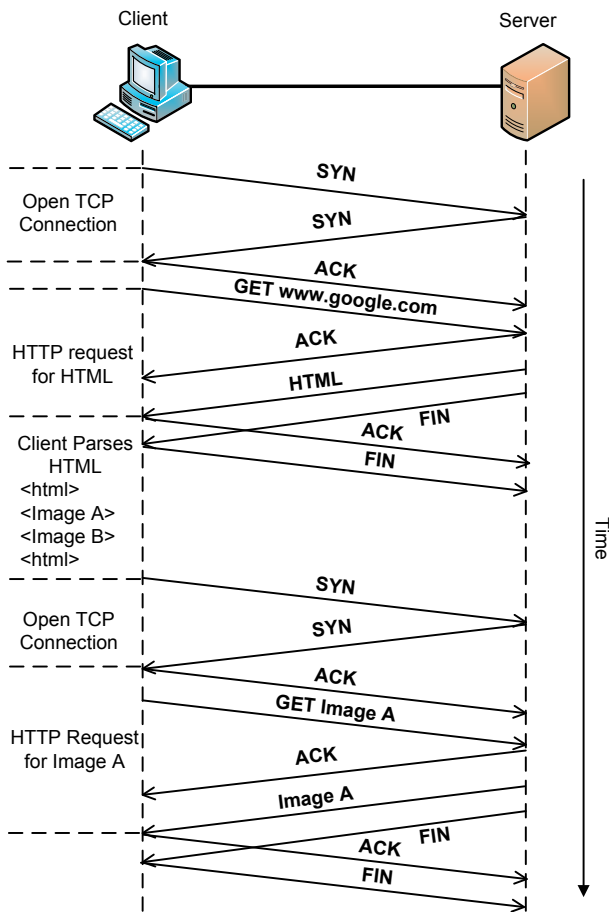 Client
Server
SYN
Open TCP
Connection
SYN
ACK
GET www.google.com
HTTP request
for HTML
ACK
HTML
FIN
ACK
FIN
Client Parses
HTML
<html>
<Image A>
<Image B>
<html>
Time
SYN
Open TCP
Connection
SYN
ACK
GET Image A
HTTP Request
for Image A
ACK
Image A
FIN
ACK
FIN